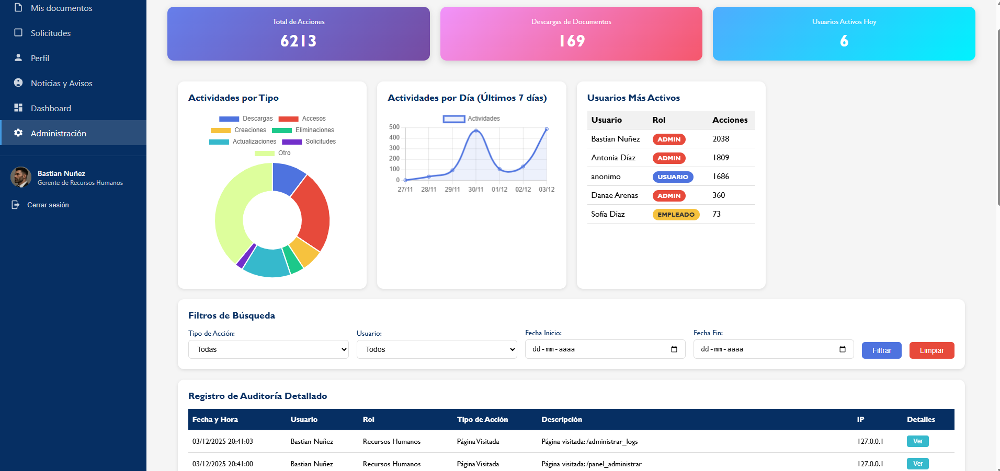 Mis documentos
Solicitudes
Perfil
Noticias y Avisos
Dashboard
Administración
Bastian Nuñez
Gerente de Recursos Humanos
Cerrar sesión
Total de Acciones
6213
Descargas de Documentos
169
Usuarios Activos Hoy
6
Actividades por Tipo
Descargas Accesos
Creaciones Eliminaciones
Actualizaciones Solicitudes
Otro
Actividades por Día (Últimos 7 días)
Actividades
500
400
300
200
100
0
27/11 28/11 29/11 30/11 01/12 02/12 03/12
Usuarios Más Activos
Usuario Rol Acciones
Bastian Nuñez ADMIN 2038
Antonia Díaz ADMIN 1809
anonimo USUARIO 1686
Danae Arenas ADMIN 360
Sofía Diaz EMPLEADO 73
Filtros de Búsqueda
Tipo de Acción: Usuario: Fecha Inicio: Fecha Fin:
Todas Todos dd-mm-aaaa dd-mm-aaaa Filtrar Limpiar
Registro de Auditoría Detallado
Fecha y Hora Usuario Rol Tipo de Acción Descripción IP Detalles
03/12/2025 20:41:03 Bastian Nuñez Recursos Humanos Página Visitada Página visitada: /administrar_logs 127.0.0.1 Ver
03/12/2025 20:41:00 Bastian Nuñez Recursos Humanos Página Visitada Página visitada: /panel_administrar 127.0.0.1 Ver